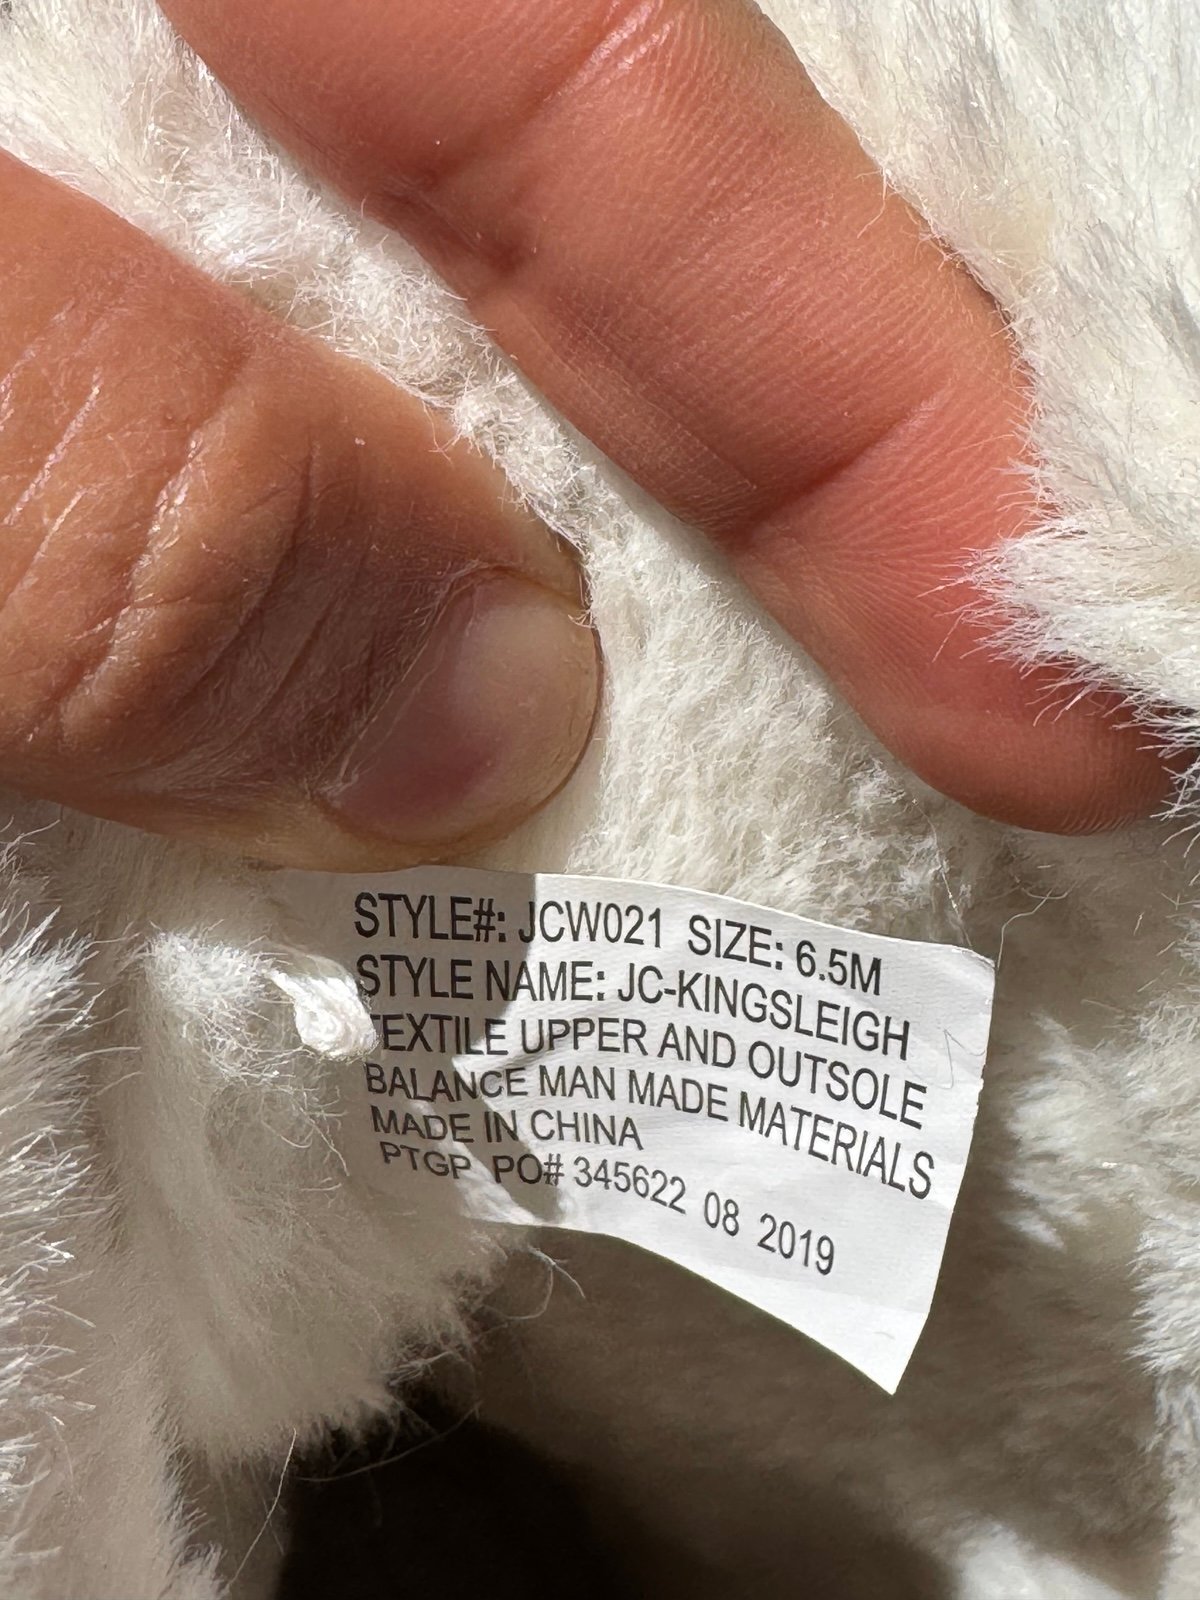 STYLE#: JCW021 SIZE: 6.5M
STYLE NAME: JC-KINGSLEIGH
TEXTILE UPPER AND OUTSOLE
BALANCE MAN MADE MATERIALS
MADE IN CHINA
PTGP PO# 345622 08 2019